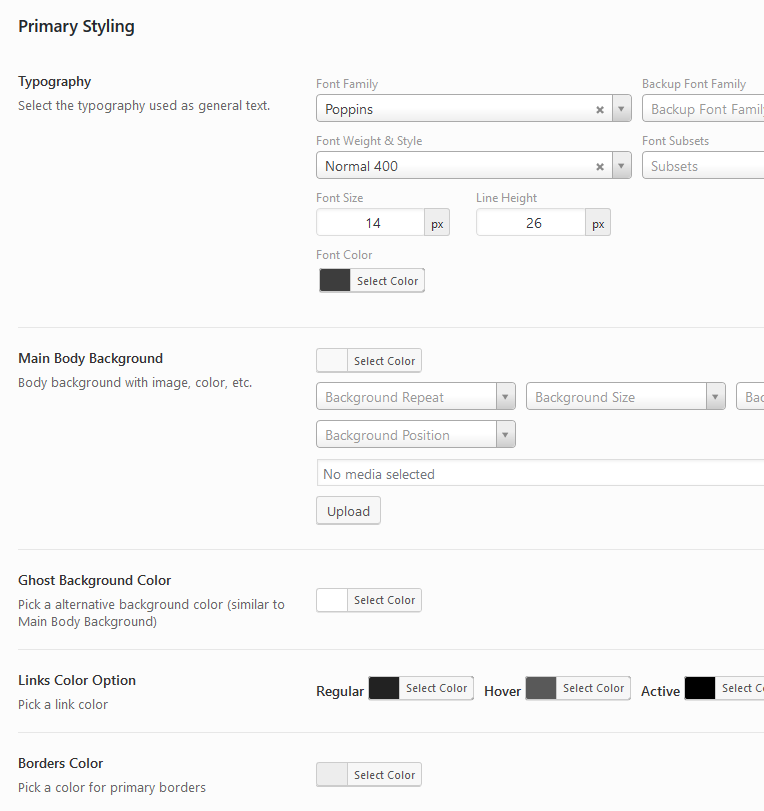 Primary Styling
Typography
Select the typography used as general text.
Font Family
Backup Font Family
Poppins
Backup Font Family
Font Weight & Style
Font Subsets
Normal 400
Subsets
Font Size
Line Height
14 px
26 px
Font Color
Select Color
Main Body Background
Body background with image, color, etc.
Select Color
Background Repeat
Background Size
Bac
Background Position
No media selected
Upload
Ghost Background Color
Pick a alternative background color (similar to
Main Body Background)
Select Color
Links Color Option
Pick a link color
Regular Select Color Hover Select Color Active Select C
Borders Color
Pick a color for primary borders
Select Color